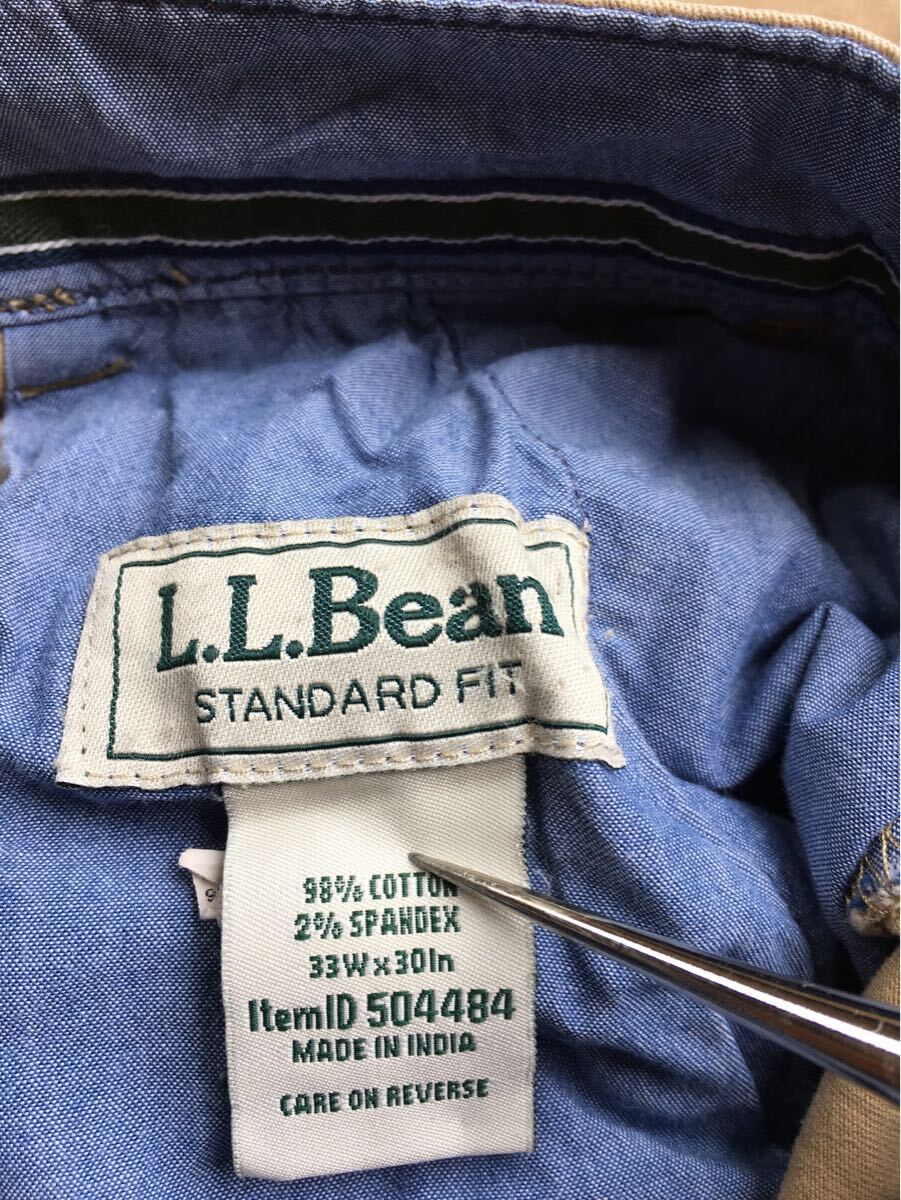 L.L.Bean
STANDARD FIT
98% COTTON
2% SPANDEX
33W x 30In
ItemID 504484
MADE IN INDIA
CARE ON REVERSE